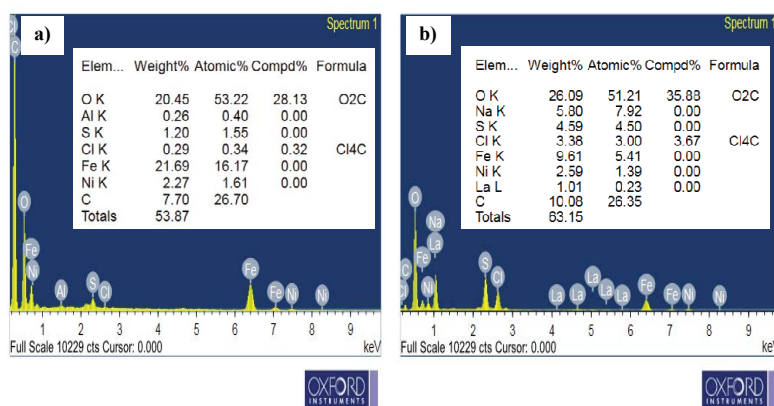 a)
Spectrum 1
Elem... Weight% Atomic% Compd% Formula
O K 20.45 53.22 28.13 O2C
Al K 0.26 0.40 0.00
S K 1.20 1.55 0.00
Cl K 0.29 0.34 0.32 Cl4C
Fe K 21.69 16.17 0.00
Ni K 2.27 1.61 0.00
C 7.70 26.70
Totals 53.87
Cl
C
O
Fe
Ni
Al
S
Cl
Fe
Fe
Ni
Ni
1 2 3 4 5 6 7 8 9
Full Scale 10229 cts Cursor: 0.000 keV
OXFORD
INSTRUMENTS
b)
Spectrum 1
Elem... Weight% Atomic% Compd% Formula
O K 26.09 51.21 35.88 O2C
Na K 5.80 7.92 0.00
S K 4.59 4.50 0.00
Cl K 3.38 3.00 3.67 Cl4C
Fe K 9.61 5.41 0.00
Ni K 2.59 1.39 0.00
La L 1.01 0.23 0.00
C 10.08 26.35
Totals 63.15
O
Na
La
C
Fe
Cl
Ni
S
Cl
La
La
La
La
La
Fe
Fe
Ni
Ni
1 2 3 4 5 6 7 8 9
Full Scale 10229 cts Cursor: 0.000 keV
OXFORD
INSTRUMENTS